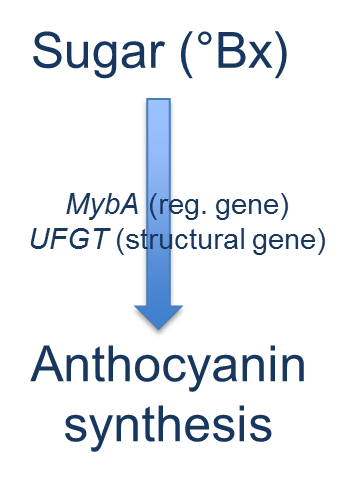 Sugar (°Bx)
MybA (reg. gene)
UFGT (structural gene)
Anthocyanin
synthesis